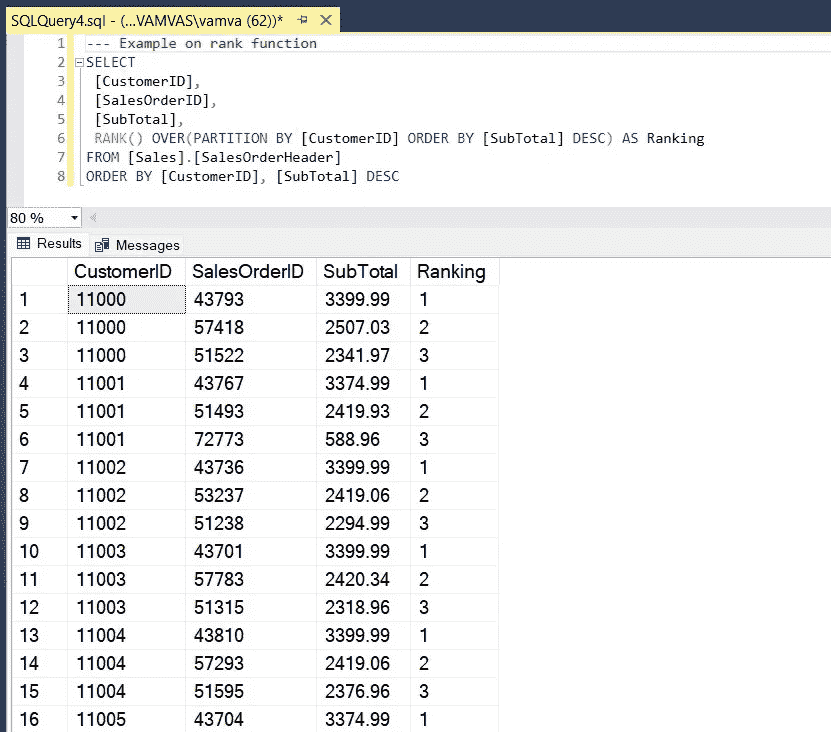 SQLQuery4.sql - (...VAMVAS\vamva (62))*
1 --- Example on rank function
2 SELECT
3 [CustomerID],
4 [SalesOrderID],
5 [SubTotal],
6 RANK() OVER(PARTITION BY [CustomerID] ORDER BY [SubTotal] DESC) AS Ranking
7 FROM [Sales].[SalesOrderHeader]
8 ORDER BY [CustomerID], [SubTotal] DESC
80 %
Results Messages
CustomerID SalesOrderID SubTotal Ranking
1 11000 43793 3399.99 1
2 11000 57418 2507.03 2
3 11000 51522 2341.97 3
4 11001 43767 3374.99 1
5 11001 51493 2419.93 2
6 11001 72773 588.96 3
7 11002 43736 3399.99 1
8 11002 53237 2419.06 2
9 11002 51238 2294.99 3
10 11003 43701 3399.99 1
11 11003 57783 2420.34 2
12 11003 51315 2318.96 3
13 11004 43810 3399.99 1
14 11004 57293 2419.06 2
15 11004 51595 2376.96 3
16 11005 43704 3374.99 1